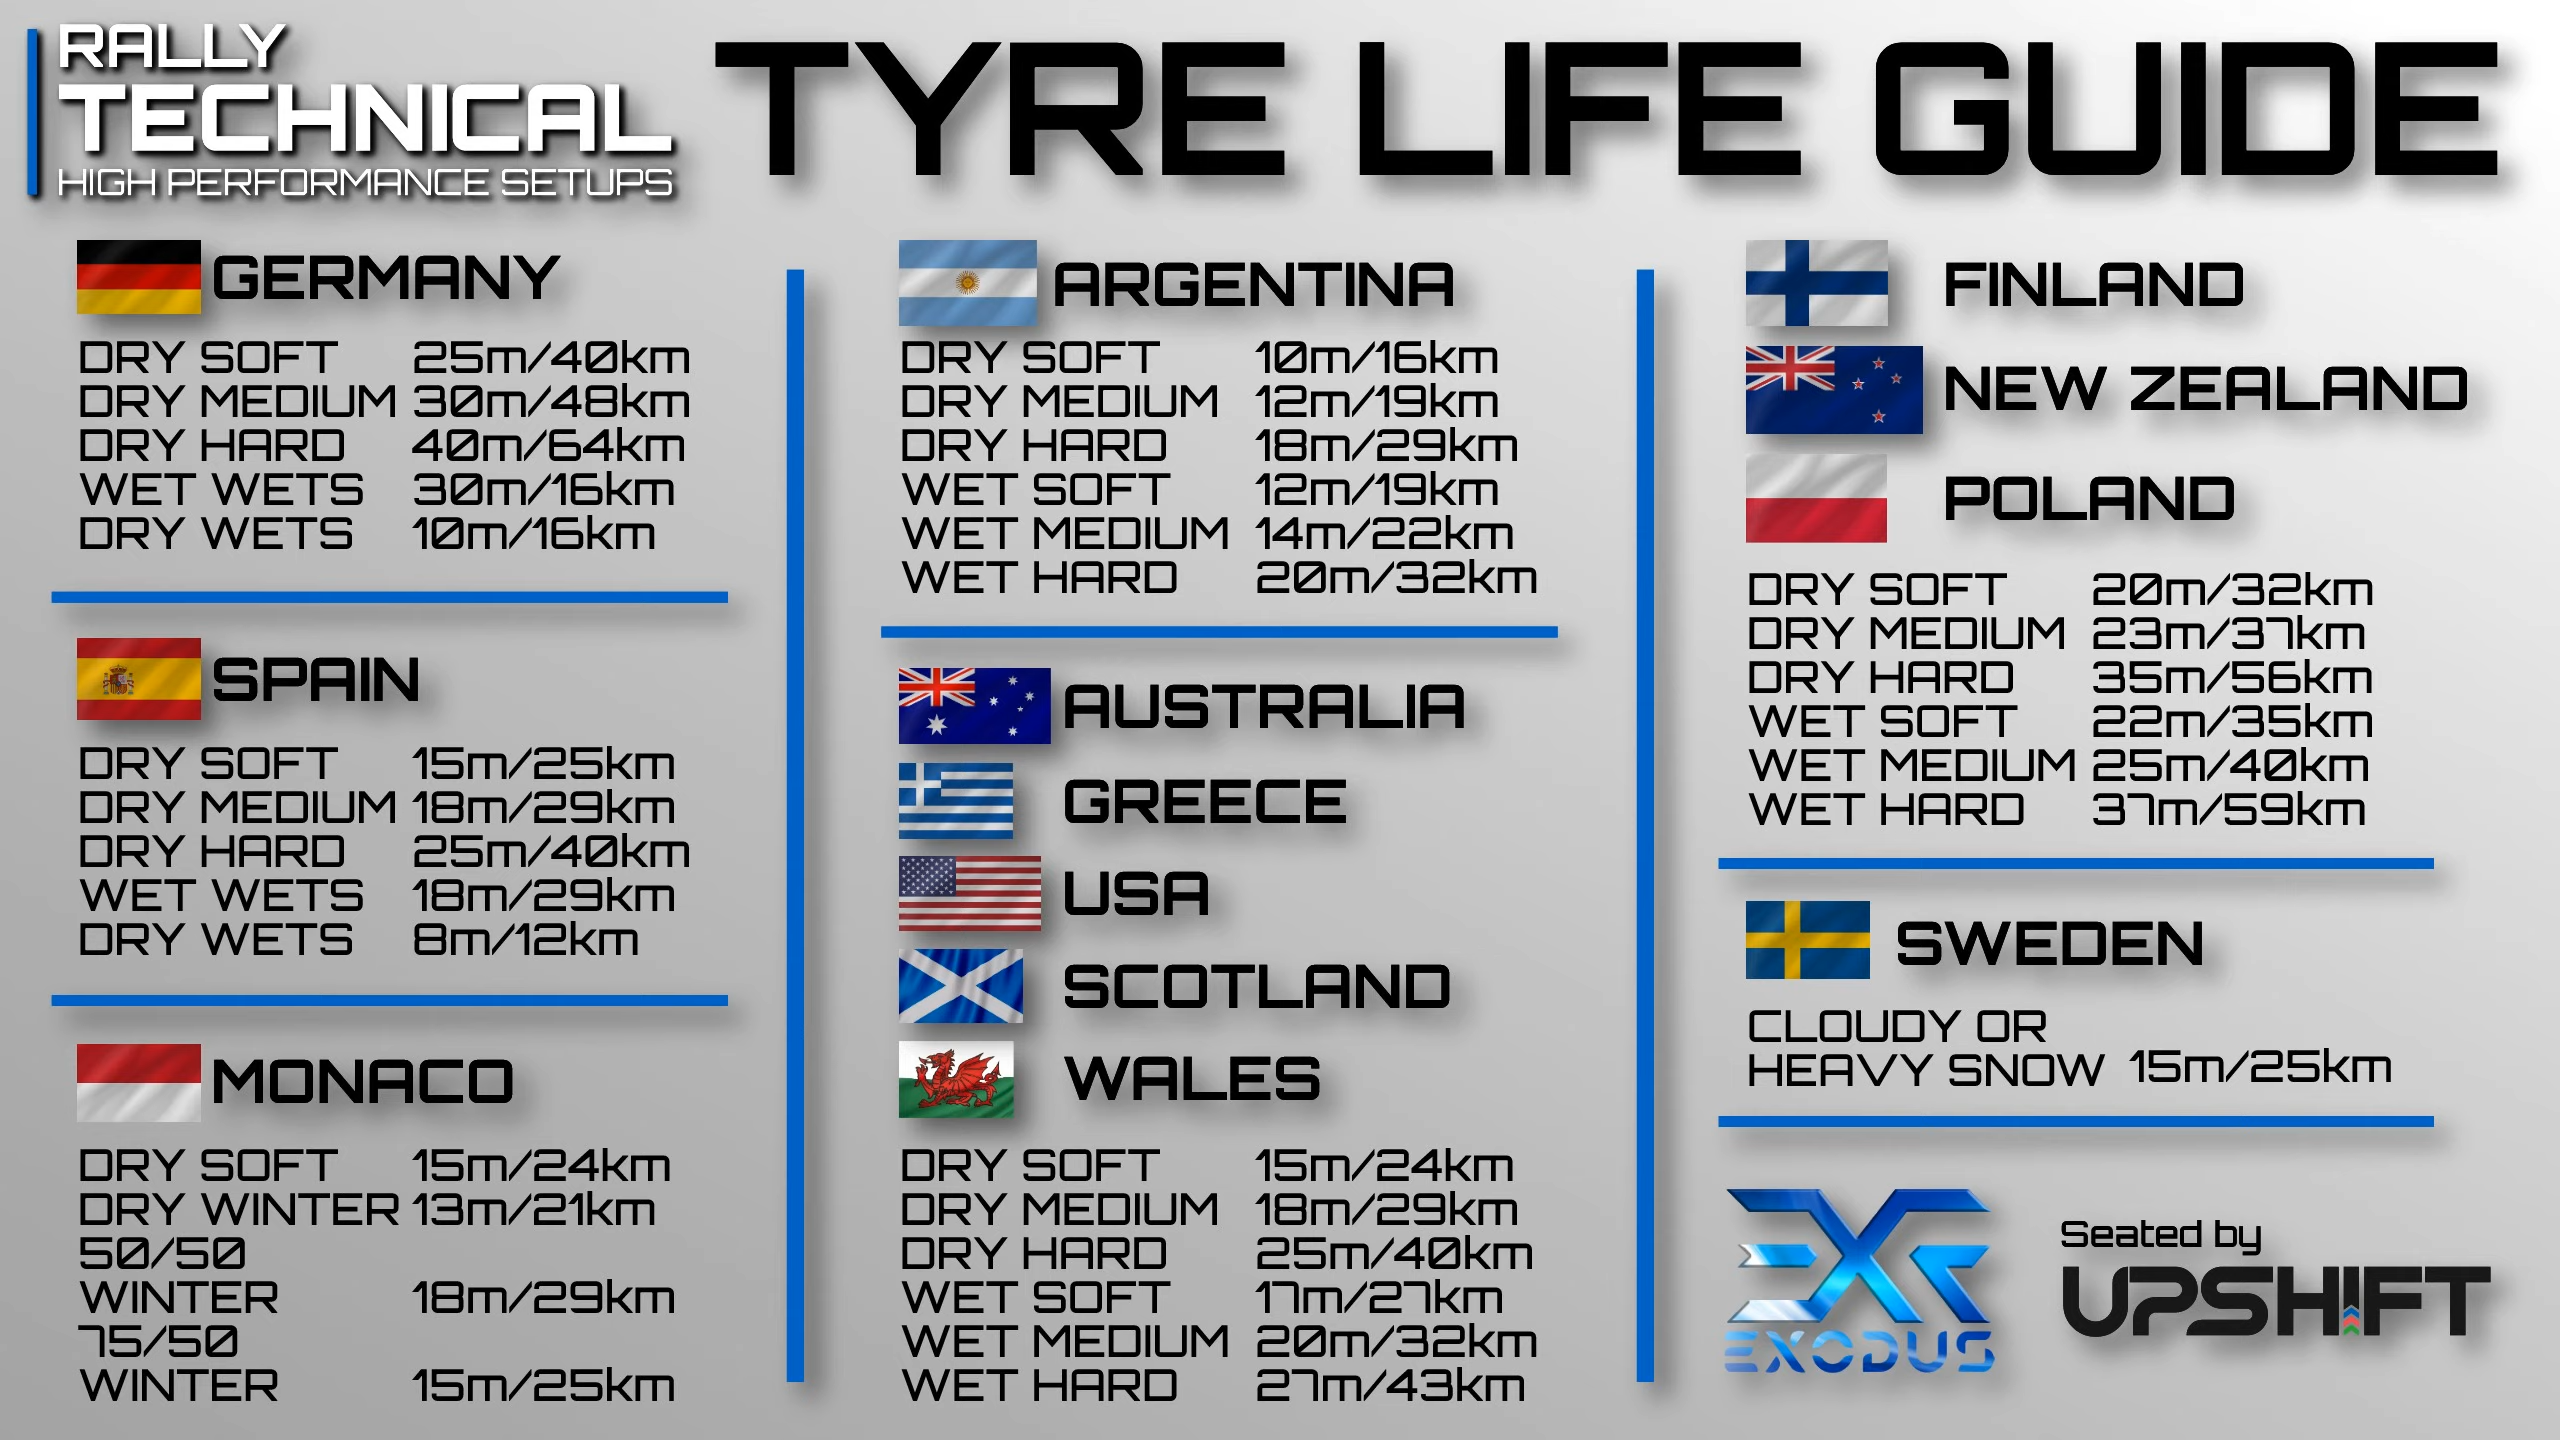 RALLY
TECHNICAL
HIGH PERFORMANCE SETUPS
TYRE LIFE GUIDE
GERMANY
DRY SOFT 25m/40km
DRY MEDIUM 30m/48km
DRY HARD 40m/64km
WET WETS 30m/16km
DRY WETS 10m/16km
SPAIN
DRY SOFT 15m/25km
DRY MEDIUM 18m/29km
DRY HARD 25m/40km
WET WETS 18m/29km
DRY WETS 8m/12km
MONACO
DRY SOFT 15m/24km
DRY WINTER 13m/21km
50/50
WINTER 18m/29km
75/50
WINTER 15m/25km
ARGENTINA
DRY SOFT 10m/16km
DRY MEDIUM 12m/19km
DRY HARD 18m/29km
WET SOFT 12m/19km
WET MEDIUM 14m/22km
WET HARD 20m/32km
AUSTRALIA
GREECE
USA
SCOTLAND
WALES
DRY SOFT 15m/24km
DRY MEDIUM 18m/29km
DRY HARD 25m/40km
WET SOFT 17m/27km
WET MEDIUM 20m/32km
WET HARD 27m/43km
FINLAND
NEW ZEALAND
POLAND
DRY SOFT 20m/32km
DRY MEDIUM 23m/37km
DRY HARD 35m/56km
WET SOFT 22m/35km
WET MEDIUM 25m/40km
WET HARD 37m/59km
SWEDEN
CLOUDY OR
HEAVY SNOW 15m/25km
EXR
EXODUS
Seated by
UPSHIFT